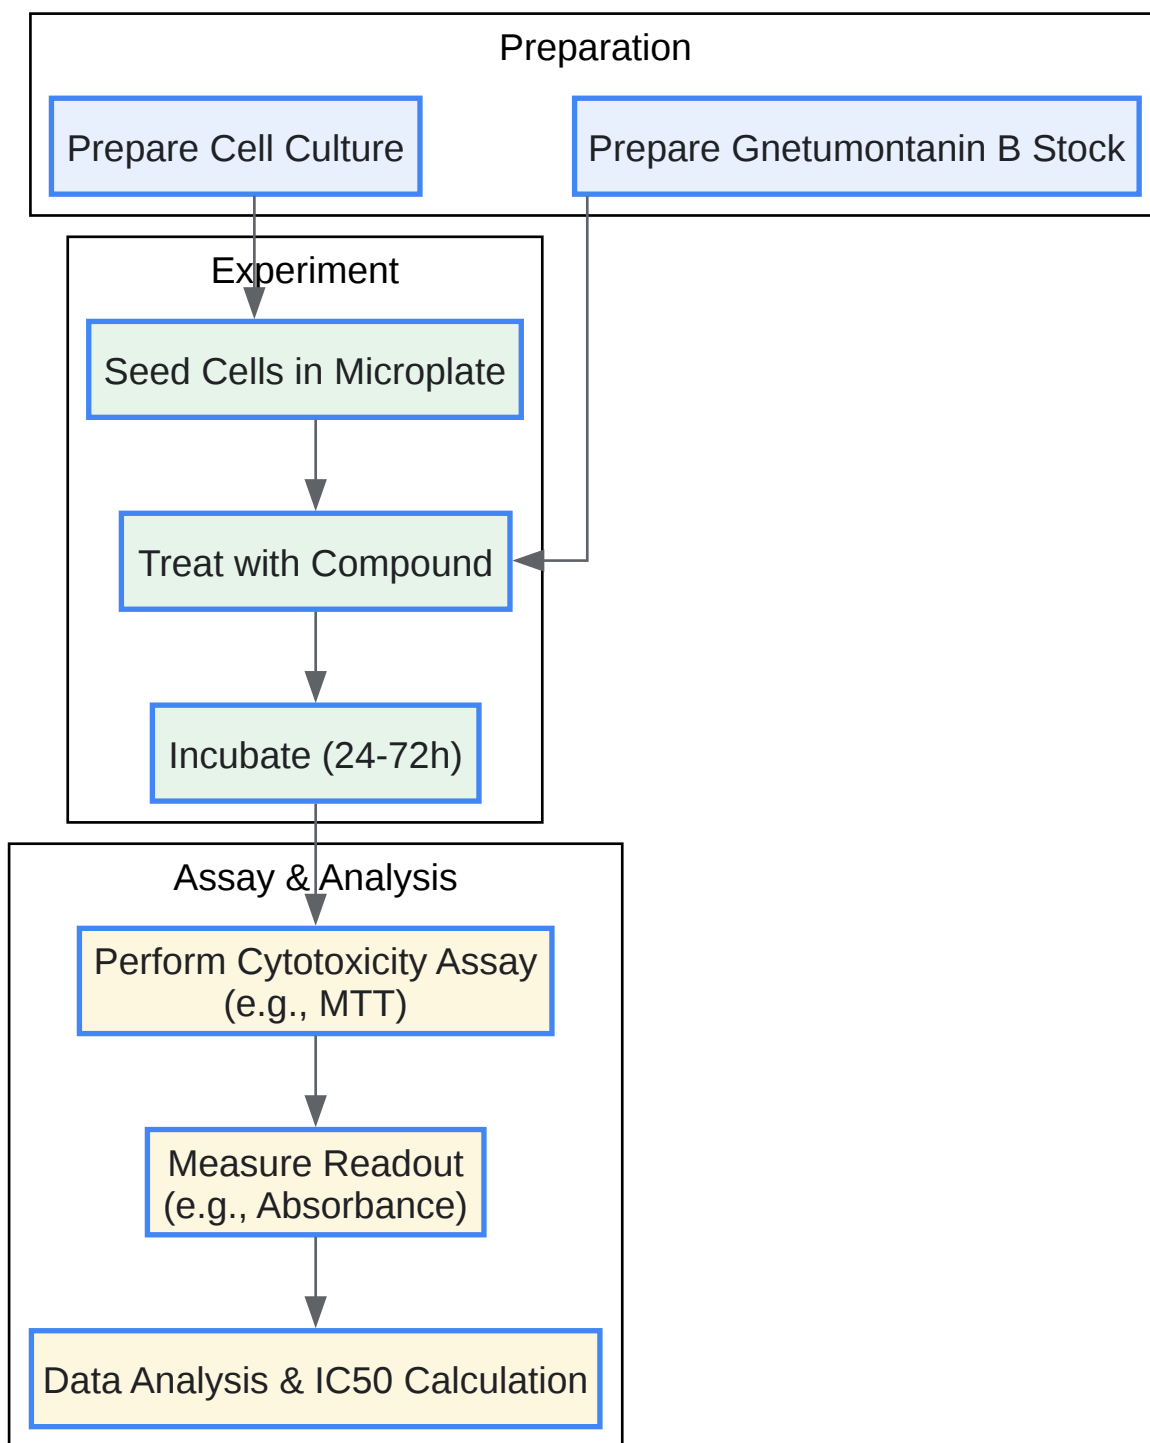 Preparation
Prepare Cell Culture
Prepare Gnetumontanin B Stock
Experiment
Seed Cells in Microplate
Treat with Compound
Incubate (24-72h)
Assay & Analysis
Perform Cytotoxicity Assay
(e.g., MTT)
Measure Readout
(e.g., Absorbance)
Data Analysis & IC50 Calculation